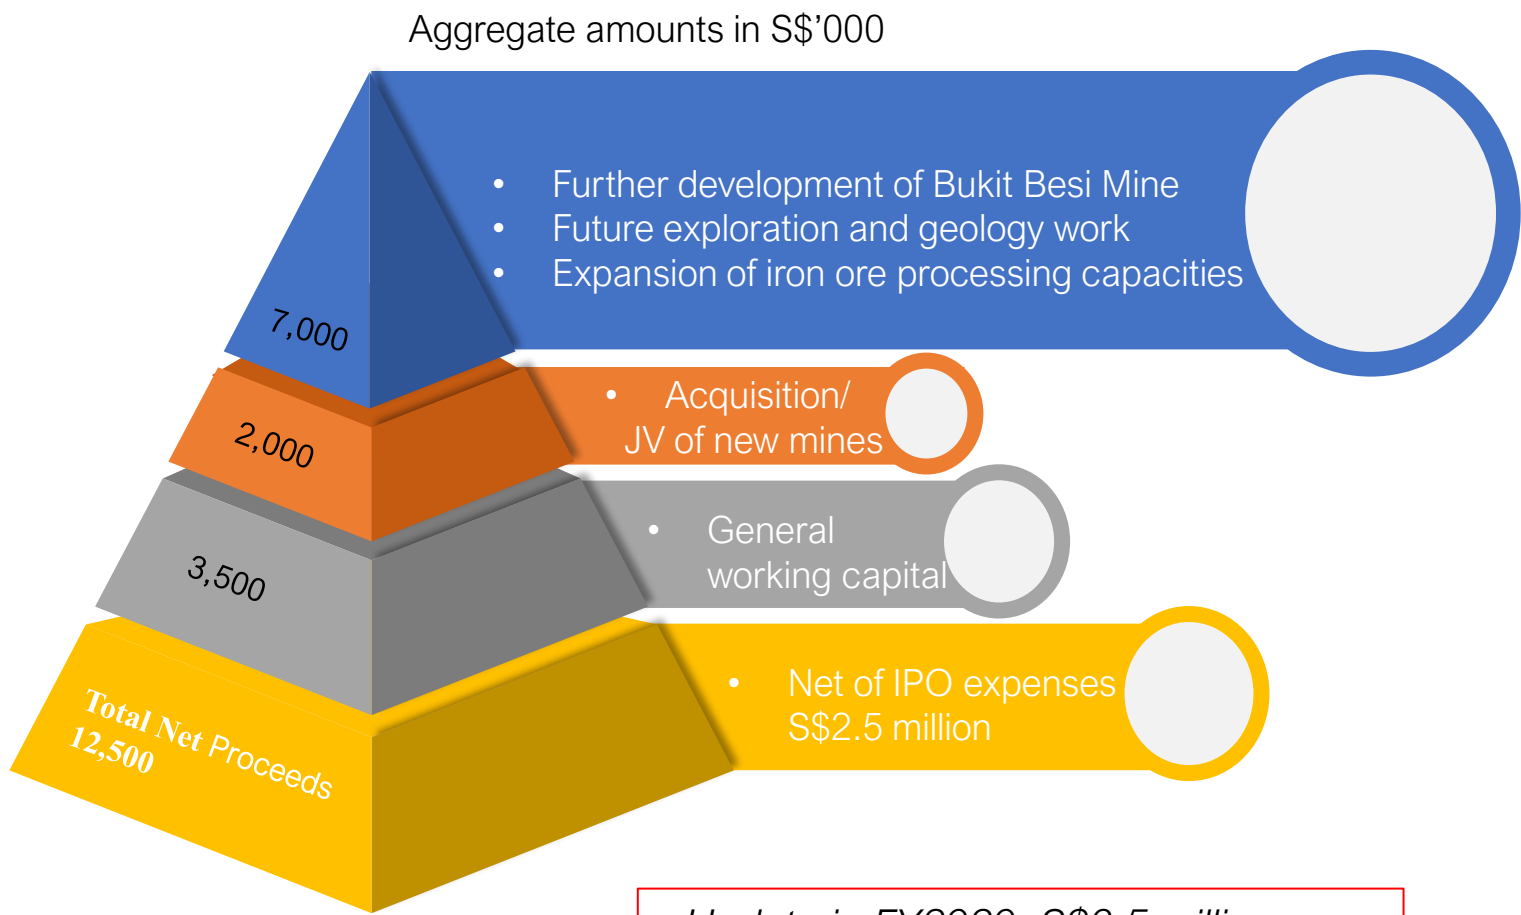 Aggregate amounts in S$’000
• Further development of Bukit Besi Mine
• Future exploration and geology work
• Expansion of iron ore processing capacities
7,000
• Acquisition/
JV of new mines
2,000
• General
working capital
3,500
• Net of IPO expenses
S$2.5 million
Total Net Proceeds
12,500